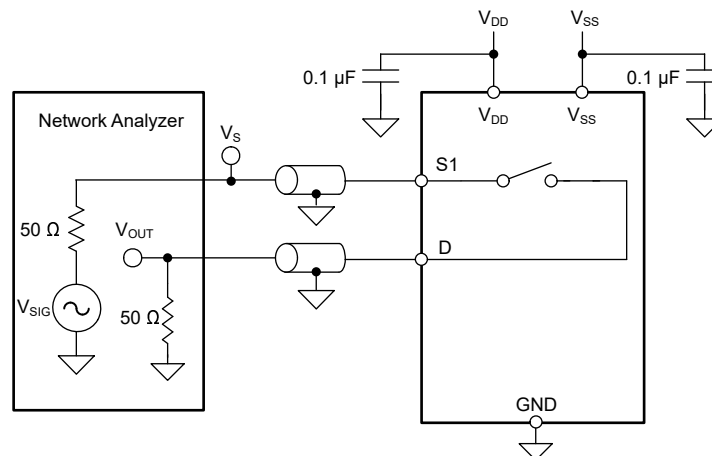 V_DD
V_SS
0.1 µF
0.1 µF
V_DD
V_SS
Network Analyzer
V_S
S1
50 Ω
V_OUT
D
V_SIG
50 Ω
GND